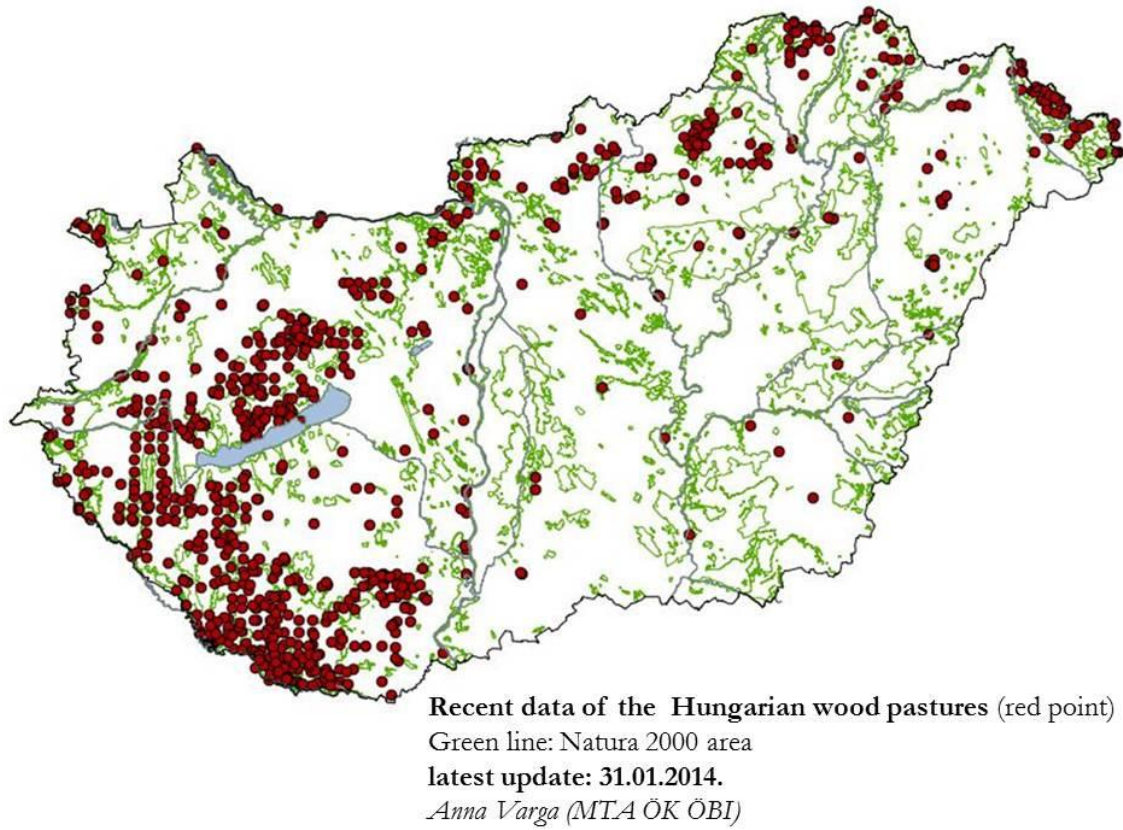 Recent data of the Hungarian wood pastures (red point)
Green line: Natura 2000 area
latest update: 31.01.2014.
Anna Varga (MTA ÖK ÖBI)